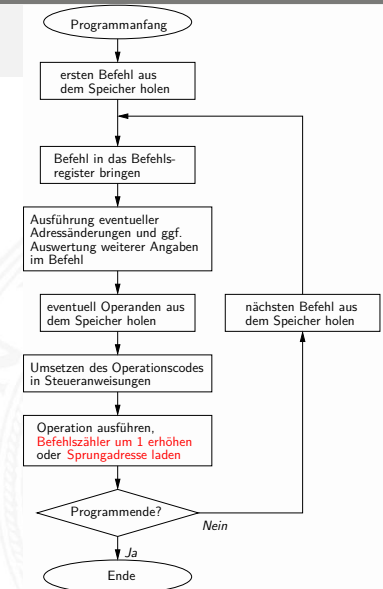 Programmanfang
ersten Befehl aus
dem Speicher holen
Befehl in das Befehls-
register bringen
Ausführung eventueller
Adressänderungen und ggf.
Auswertung weiterer Angaben
im Befehl
eventuell Operanden aus
dem Speicher holen
nächsten Befehl aus
dem Speicher holen
Umsetzen des Operationscodes
in Steueranweisungen
Operation ausführen,
Befehlszähler um 1 erhöhen
oder Sprungadresse laden
Programmende?
Nein
Ja
Ende